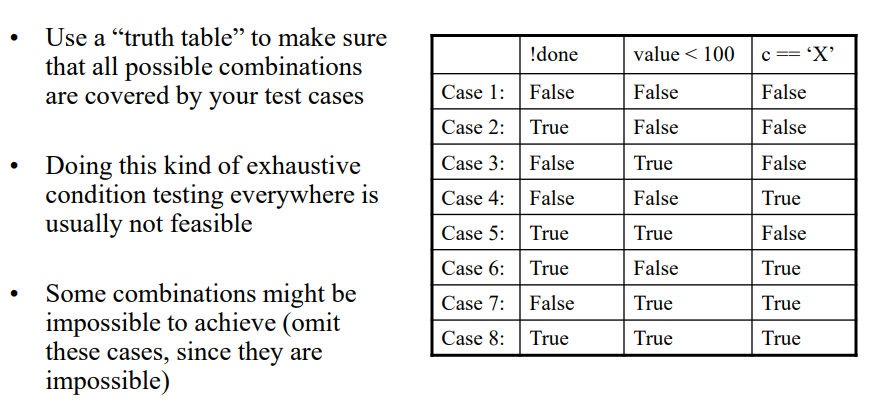 • Use a “truth table” to make sure
that all possible combinations
are covered by your test cases
• Doing this kind of exhaustive
condition testing everywhere is
usually not feasible
• Some combinations might be
impossible to achieve (omit
these cases, since they are
impossible)
!done value < 100 c == ‘X’
Case 1: False False False
Case 2: True False False
Case 3: False True False
Case 4: False False True
Case 5: True True False
Case 6: True False True
Case 7: False True True
Case 8: True True True